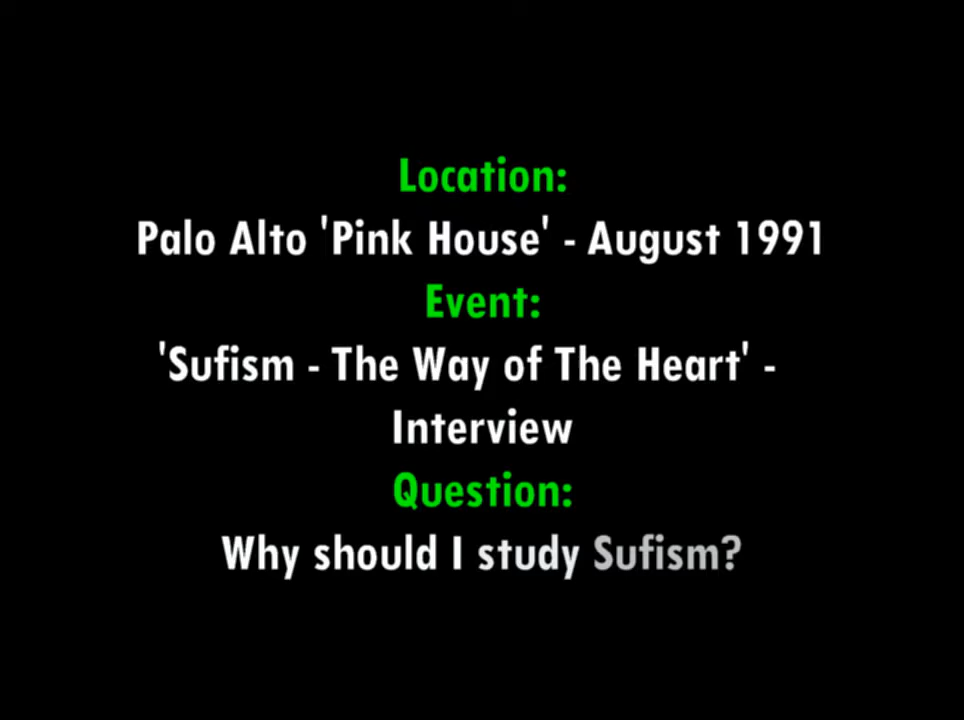 Location:
Palo Alto 'Pink House' - August 1991
Event:
'Sufism - The Way of The Heart' -
Interview
Question:
Why should I study Sufism?